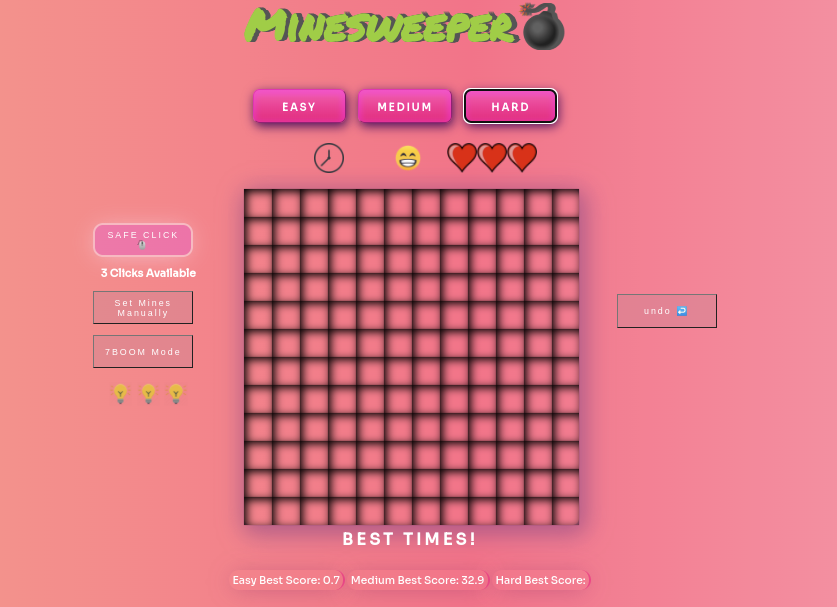 Minesweeper
EASY MEDIUM HARD
SAFE CLICK
3 Clicks Available
Set Mines
Manually
7BOOM Mode
undo
BEST TIMES!
Easy Best Score: 0.7 Medium Best Score: 32.9 Hard Best Score: